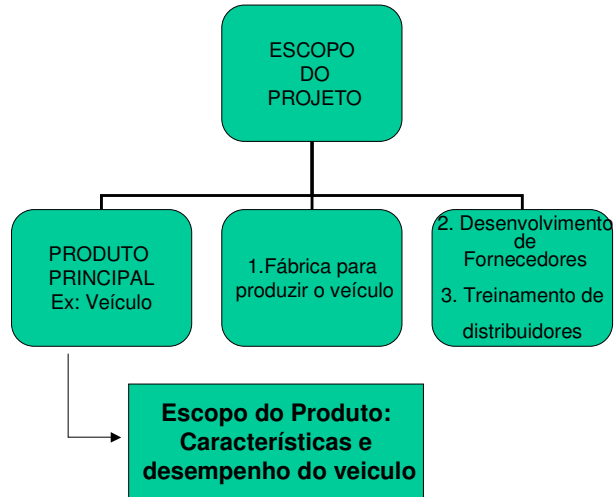 ESCOPO
DO
PROJETO
PRODUTO
PRINCIPAL
Ex: Veículo
1.Fábrica para
produzir o veículo
2. Desenvolvimento
de
Fornecedores
3. Treinamento de
distribuidores
Escopo do Produto:
Características e
desempenho do veiculo